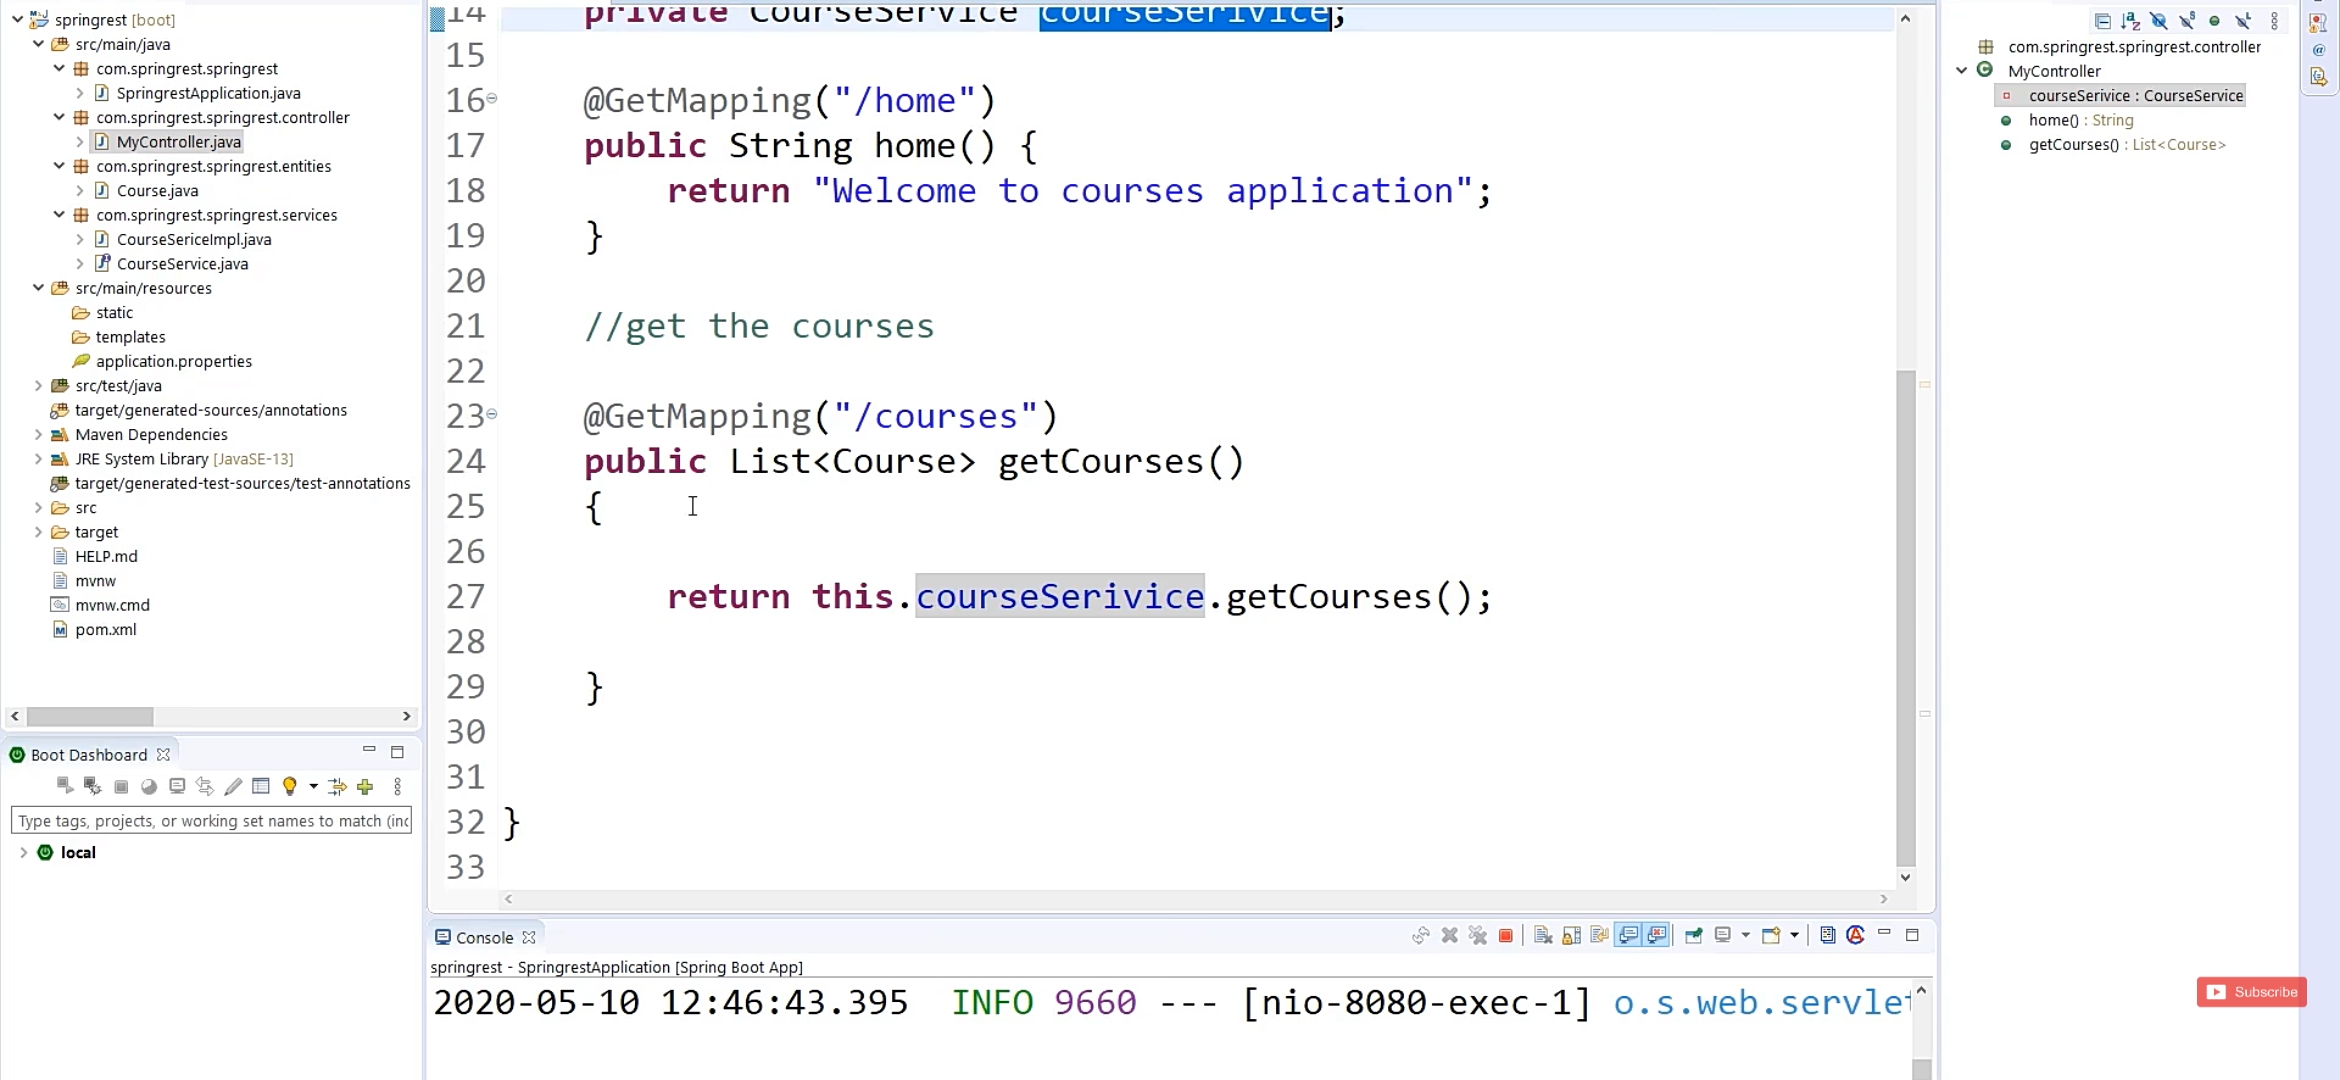 springrest [boot]
src/main/java
com.springrest.springrest
SpringrestApplication.java
com.springrest.springrest.controller
MyController.java
com.springrest.springrest.entities
Course.java
com.springrest.springrest.services
CourseSericeImpl.java
CourseService.java
src/main/resources
static
templates
application.properties
src/test/java
target/generated-sources/annotations
Maven Dependencies
JRE System Library [JavaSE-13]
target/generated-test-sources/test-annotations
src
target
HELP.md
mvnw
mvnw.cmd
pom.xml
Boot Dashboard
Type tags, projects, or working set names to match (inc
local
14 private CourseService courseSerivice;
15
16 @GetMapping("/home")
17 public String home() {
18 return "Welcome to courses application";
19 }
20
21 //get the courses
22
23 @GetMapping("/courses")
24 public List<Course> getCourses()
25 {
26
27 return this.courseSerivice.getCourses();
28
29 }
30
31
32 }
33
Console
springrest - SpringrestApplication [Spring Boot App]
2020-05-10 12:46:43.395 INFO 9660 --- [nio-8080-exec-1] o.s.web.servlet
com.springrest.springrest.controller
MyController
courseSerivice : CourseService
home() : String
getCourses() : List<Course>
Subscribe